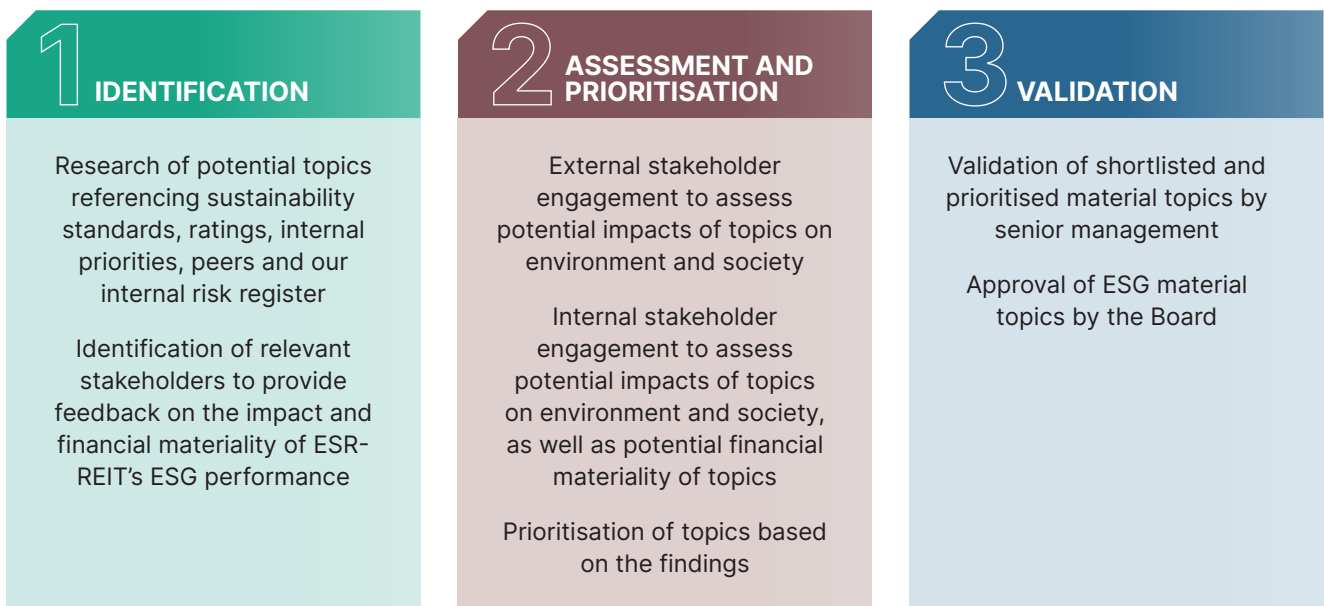 1 IDENTIFICATION
Research of potential topics
referencing sustainability
standards, ratings, internal
priorities, peers and our
internal risk register
Identification of relevant
stakeholders to provide
feedback on the impact and
financial materiality of ESR-
REIT’s ESG performance
2 ASSESSMENT AND
PRIORITISATION
External stakeholder
engagement to assess
potential impacts of topics on
environment and society
Internal stakeholder
engagement to assess
potential impacts of topics
on environment and society,
as well as potential financial
materiality of topics
Prioritisation of topics based
on the findings
3 VALIDATION
Validation of shortlisted and
prioritised material topics by
senior management
Approval of ESG material
topics by the Board